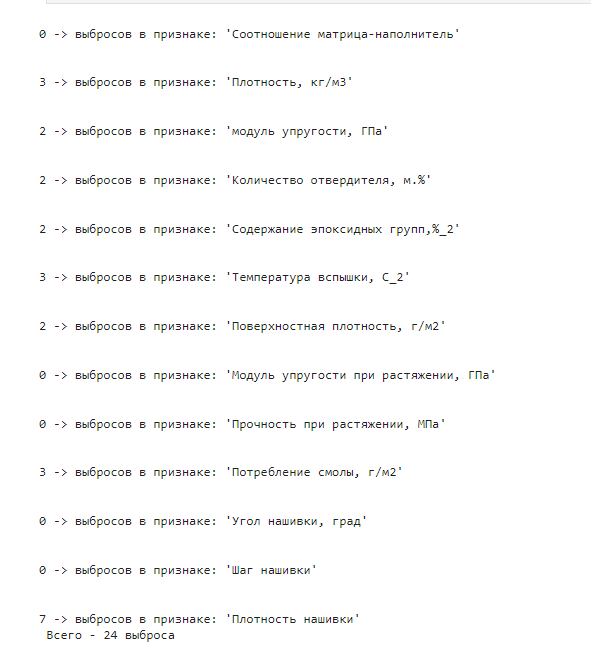 0 -> выбросов в признаке: 'Соотношение матрица-наполнитель'
3 -> выбросов в признаке: 'Плотность, кг/м3'
2 -> выбросов в признаке: 'модуль упругости, ГПа'
2 -> выбросов в признаке: 'Количество отвердителя, м.%'
2 -> выбросов в признаке: 'Содержание эпоксидных групп,%_2'
3 -> выбросов в признаке: 'Температура вспышки, С_2'
2 -> выбросов в признаке: 'Поверхностная плотность, г/м2'
0 -> выбросов в признаке: 'Модуль упругости при растяжении, ГПа'
0 -> выбросов в признаке: 'Прочность при растяжении, МПа'
3 -> выбросов в признаке: 'Потребление смолы, г/м2'
0 -> выбросов в признаке: 'Угол нашивки, град'
0 -> выбросов в признаке: 'Шаг нашивки'
7 -> выбросов в признаке: 'Плотность нашивки'
Всего - 24 выброса